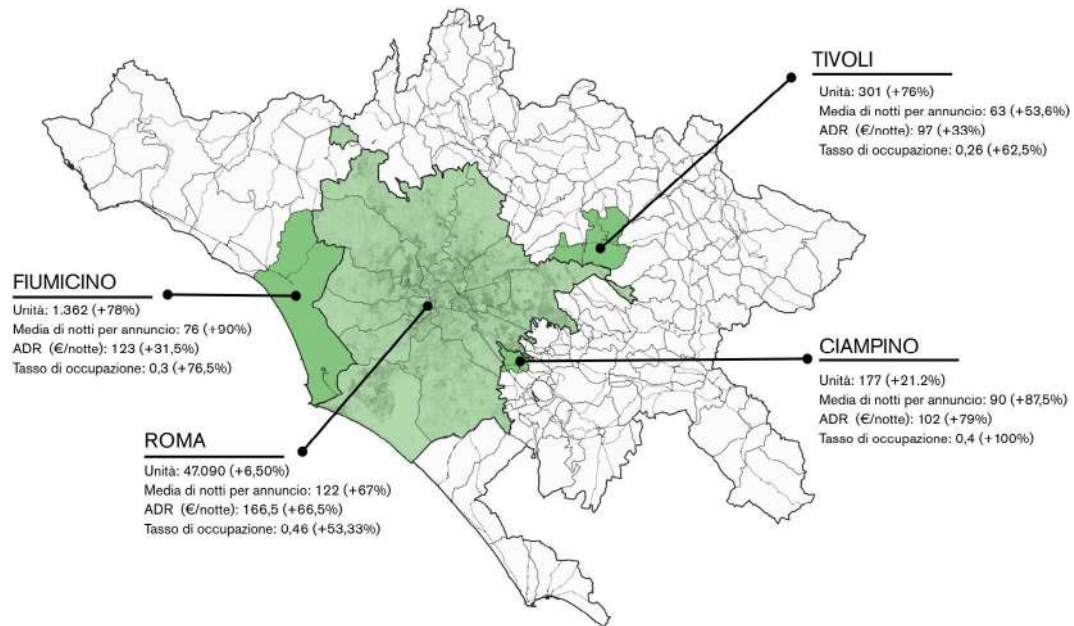 TIVOLI
Unità: 301 (+76%)
Media di notti per annuncio: 63 (+53,6%)
ADR (€/notte): 97 (+33%)
Tasso di occupazione: 0,26 (+62,5%)
FIUMICINO
Unità: 1.362 (+78%)
Media di notti per annuncio: 76 (+90%)
ADR (€/notte): 123 (+31,5%)
Tasso di occupazione: 0,3 (+76,5%)
CIAMPINO
Unità: 177 (+21.2%)
Media di notti per annuncio: 90 (+87,5%)
ADR (€/notte): 102 (+79%)
Tasso di occupazione: 0,4 (+100%)
ROMA
Unità: 47.090 (+6,50%)
Media di notti per annuncio: 122 (+67%)
ADR (€/notte): 166,5 (+66,5%)
Tasso di occupazione: 0,46 (+53,33%)